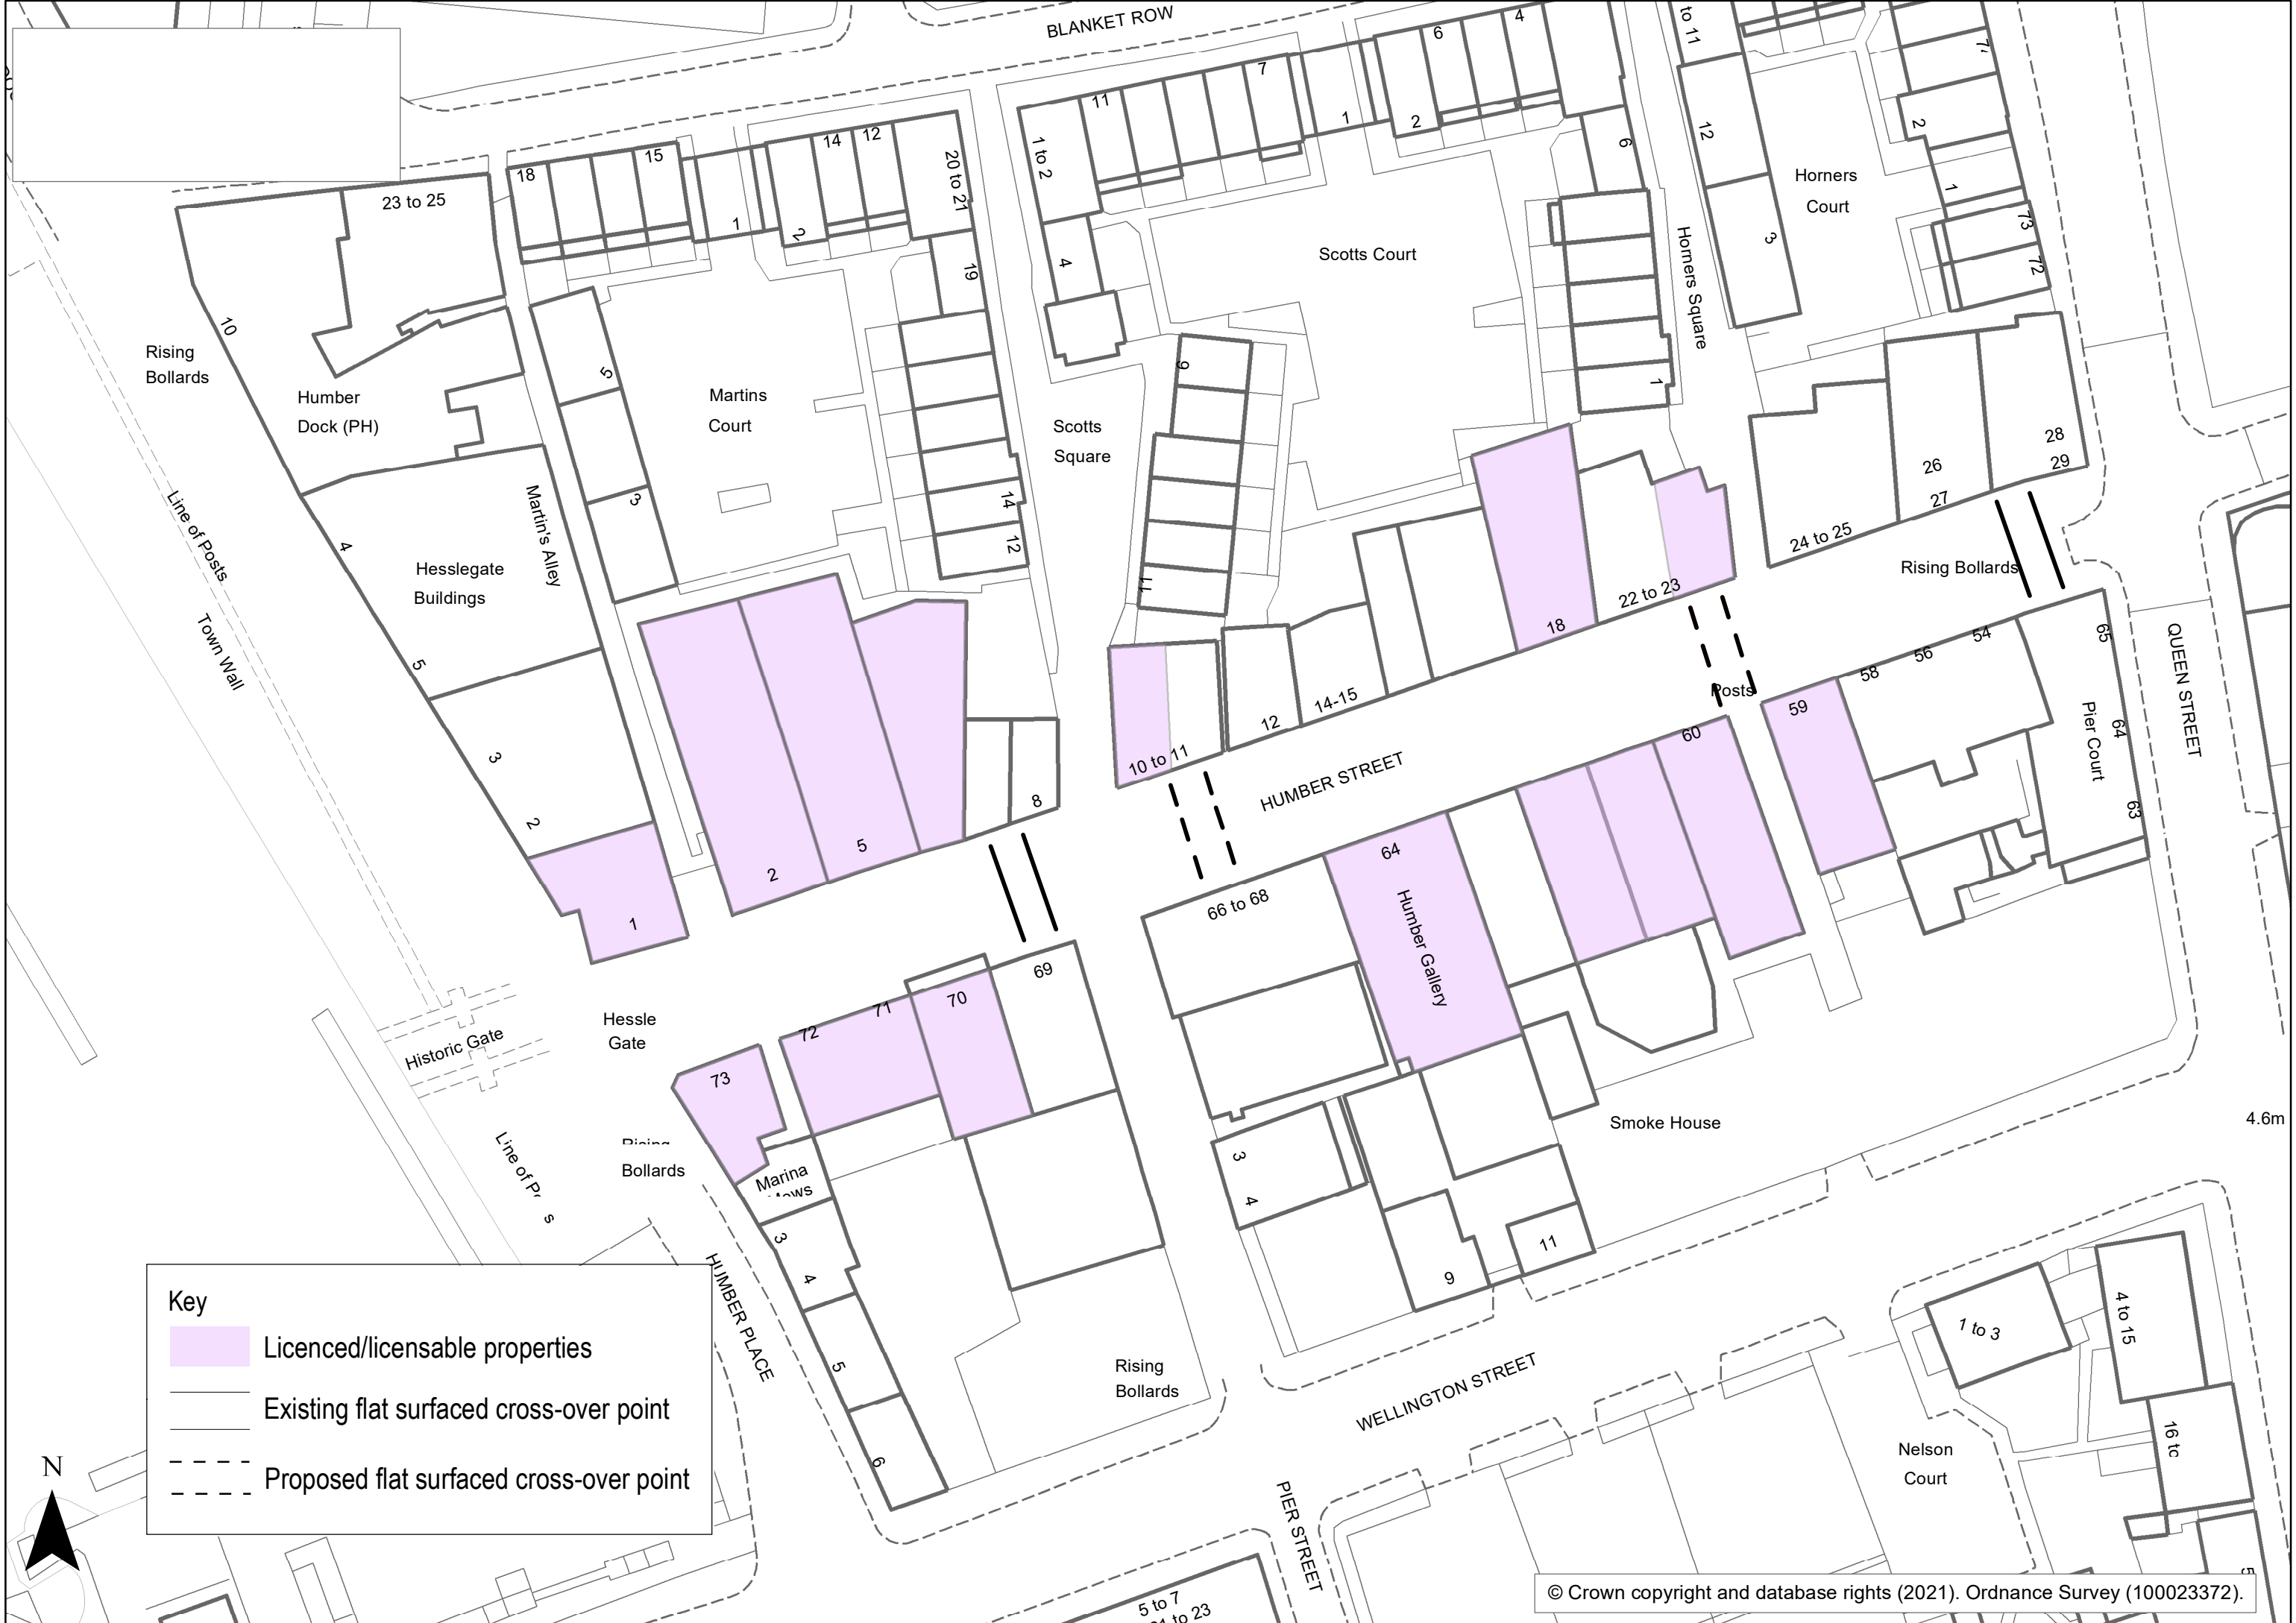 BLANKET ROW
23 to 25
18
15
1
2
14
12
20 to 21
19
1 to 2
11
7
1
6
4
2
6
to 11
12
3
Horners
Court
2
1
73
72
4
Scotts Court
Horners Square
10
Rising
Bollards
Humber
Dock (PH)
5
3
Martins
Court
14
12
Scotts
Square
6
11
1
28
29
26
27
24 to 25
Rising Bollards
Line of Posts
Town Wall
4
Hesslegate
Buildings
Martin's Alley
5
3
2
1
2
5
8
10 to 11
12
14-15
18
22 to 23
Posts
HUMBER STREET
54
56
58
59
60
65
64
63
Pier Court
QUEEN STREET
64
Humber Gallery
66 to 68
69
70
71
72
73
Hessle
Gate
Historic Gate
Bollards
Marina
3
4
5
6
HUMBER PLACE
3
4
9
11
Smoke House
4.6m
Rising
Bollards
WELLINGTON STREET
PIER STREET
1 to 3
4 to 15
Nelson
Court
5 to 7
to 23
Key
Licenced/licensable properties
Existing flat surfaced cross-over point
Proposed flat surfaced cross-over point
N
© Crown copyright and database rights (2021). Ordnance Survey (100023372).